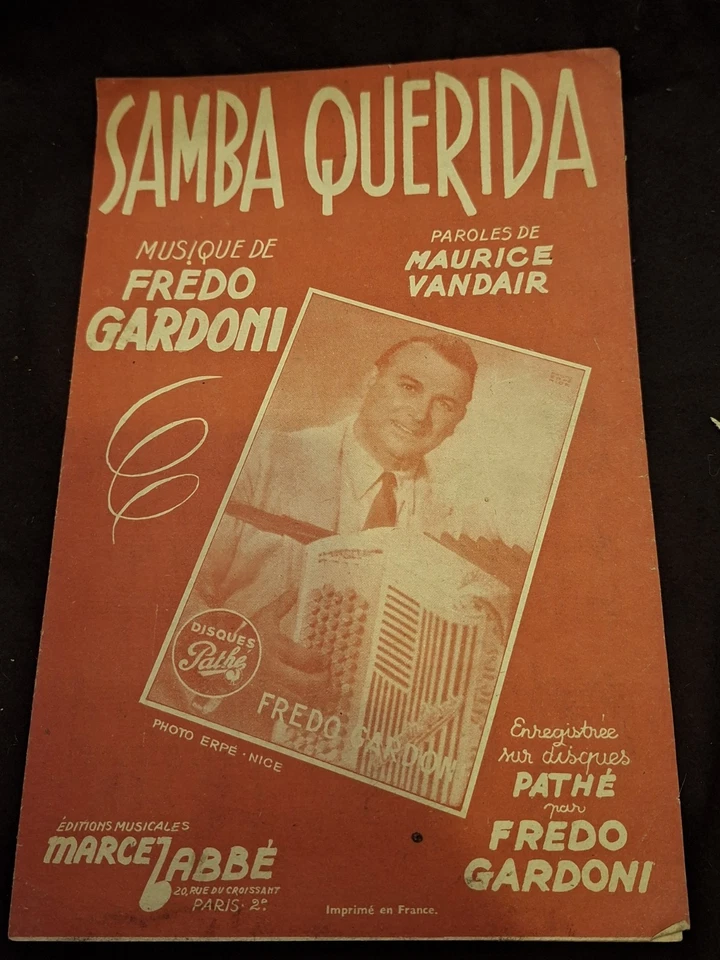 SAMBA QUERIDA
MUSIQUE DE
FREDO
GARDONI
PAROLES DE
MAURICE
VANDAIR
DISQUES
Pathé
FREDO GARDONI
PHOTO ERPÉ - NICE
Enregistrée
sur disques
PATHÉ
par
FREDO
GARDONI
ÉDITIONS MUSICALES
MARCEL LABBÉ
20, RUE DU CROISSANT
PARIS - 2e
Imprimé en France.